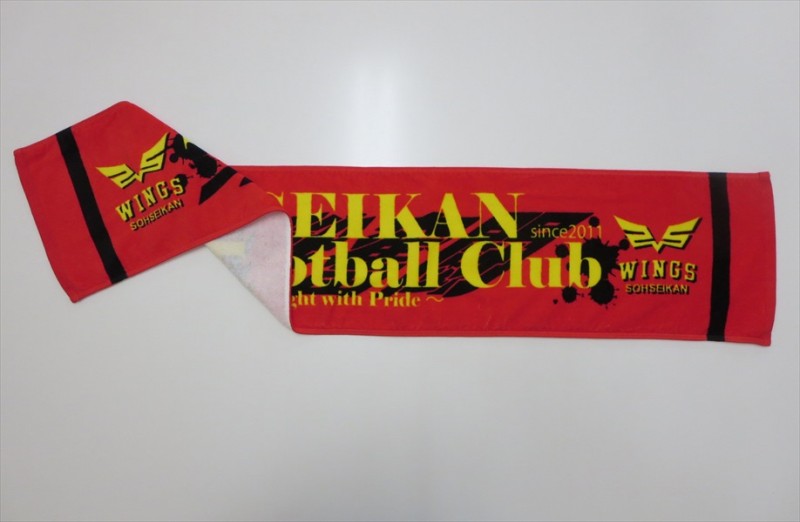 WINGS
SOHSEIKAN
SEIKAN
since2011
otball Club
ght with Pride～
WINGS
SOHSEIKAN